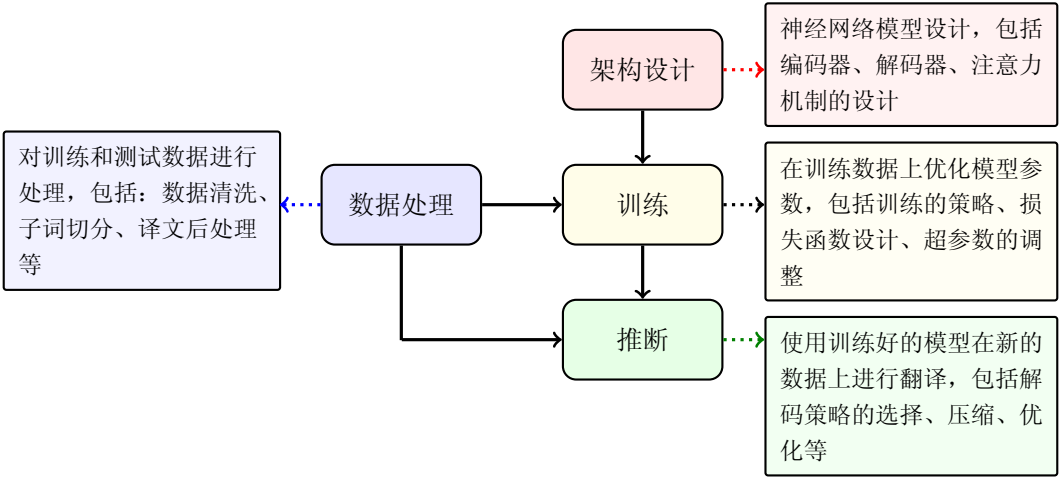 架构设计
神经网络模型设计，包括
编码器、解码器、注意力
机制的设计
对训练和测试数据进行
处理，包括：数据清洗、
子词切分、译文后处理
等
数据处理
训练
在训练数据上优化模型参
数，包括训练的策略、损
失函数设计、超参数的调
整
推断
使用训练好的模型在新的
数据上进行翻译，包括解
码策略的选择、压缩、优
化等